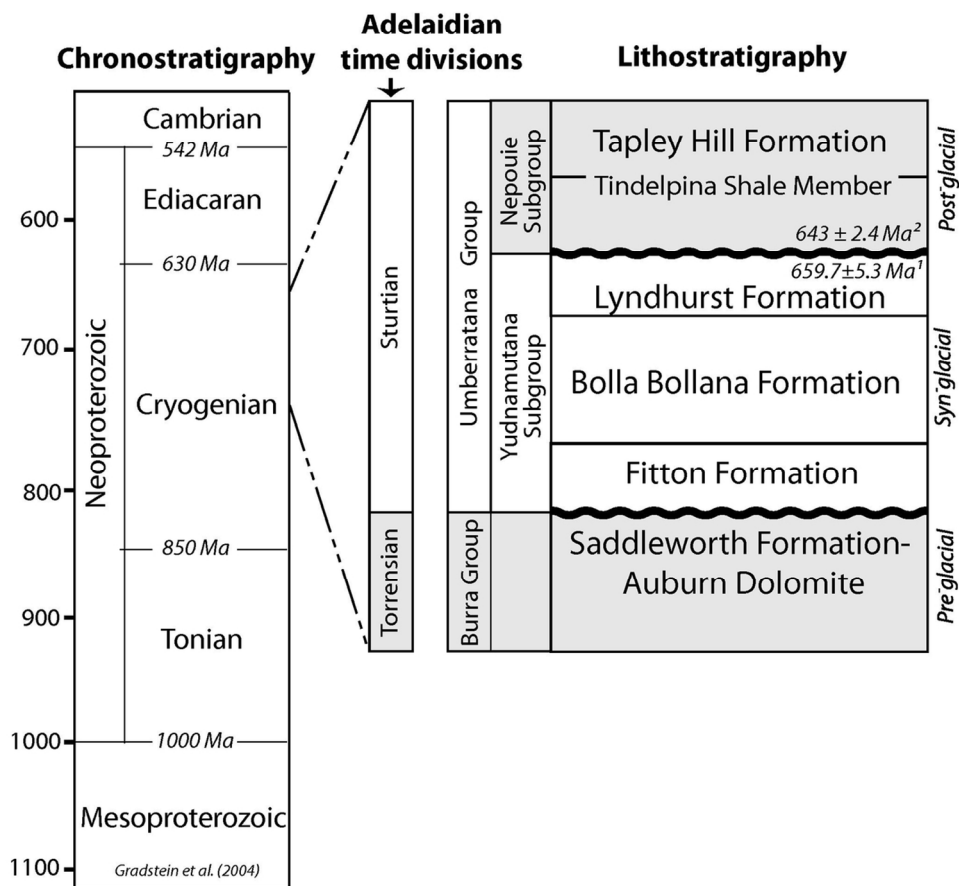 Chronostratigraphy
Adelaidian
time divisions
Lithostratigraphy
Cambrian
542 Ma
Ediacaran
630 Ma
Neoproterozoic
Cryogenian
850 Ma
Tonian
1000 Ma
Mesoproterozoic
Gradstein et al. (2004)
600
700
800
900
1000
1100
Sturtian
Torrensian
Umberratana Group
Burra Group
Nepouie
Subgroup
Yudnamutana
Subgroup
Tapley Hill Formation
Tindelpina Shale Member
643 ± 2.4 Ma²
659.7±5.3 Ma¹
Lyndhurst Formation
Bolla Bollana Formation
Fitton Formation
Saddleworth Formation-
Auburn Dolomite
Post-glacial
Syn-glacial
Pre-glacial